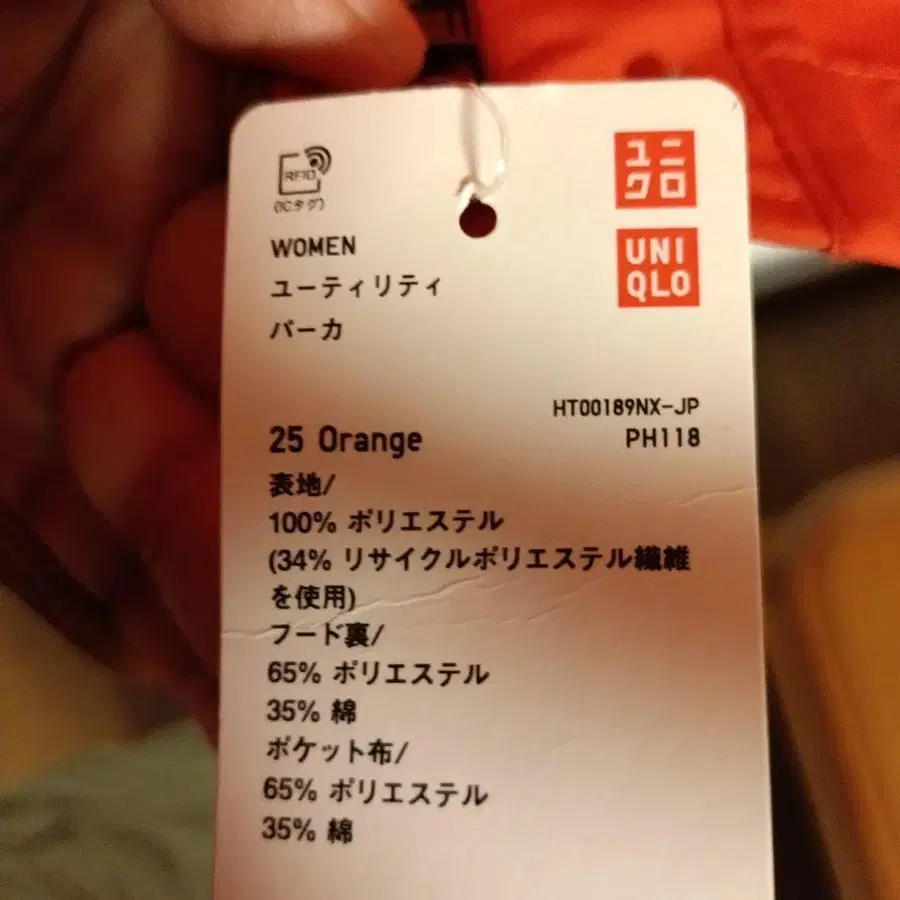 RFID
(ICタグ)
ユニ
クロ
UNI
QLO
WOMEN
ユーティリティ
パーカ
HT00189NX-JP
25 Orange
PH118
表地/
100% ポリエステル
(34% リサイクルポリエステル繊維
を使用)
フード裏/
65% ポリエステル
35% 綿
ポケット布/
65% ポリエステル
35% 綿